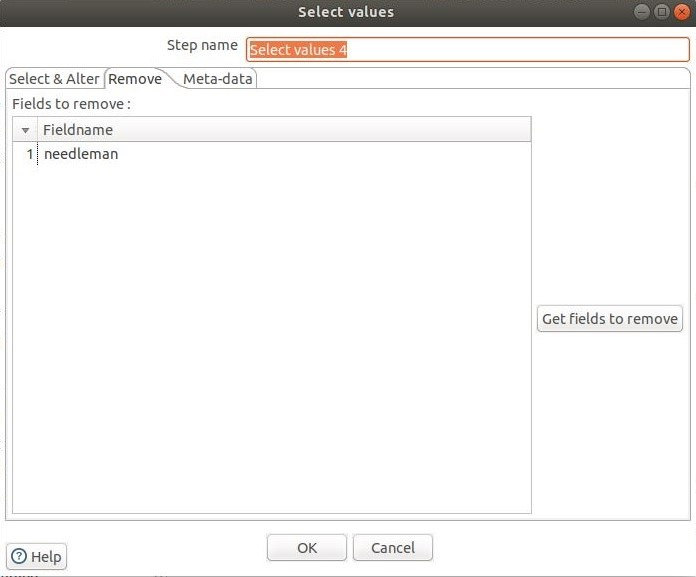 Select values
Step name Select values 4
Select & Alter Remove Meta-data
Fields to remove :
Fieldname
1 needleman
Get fields to remove
OK Cancel
Help